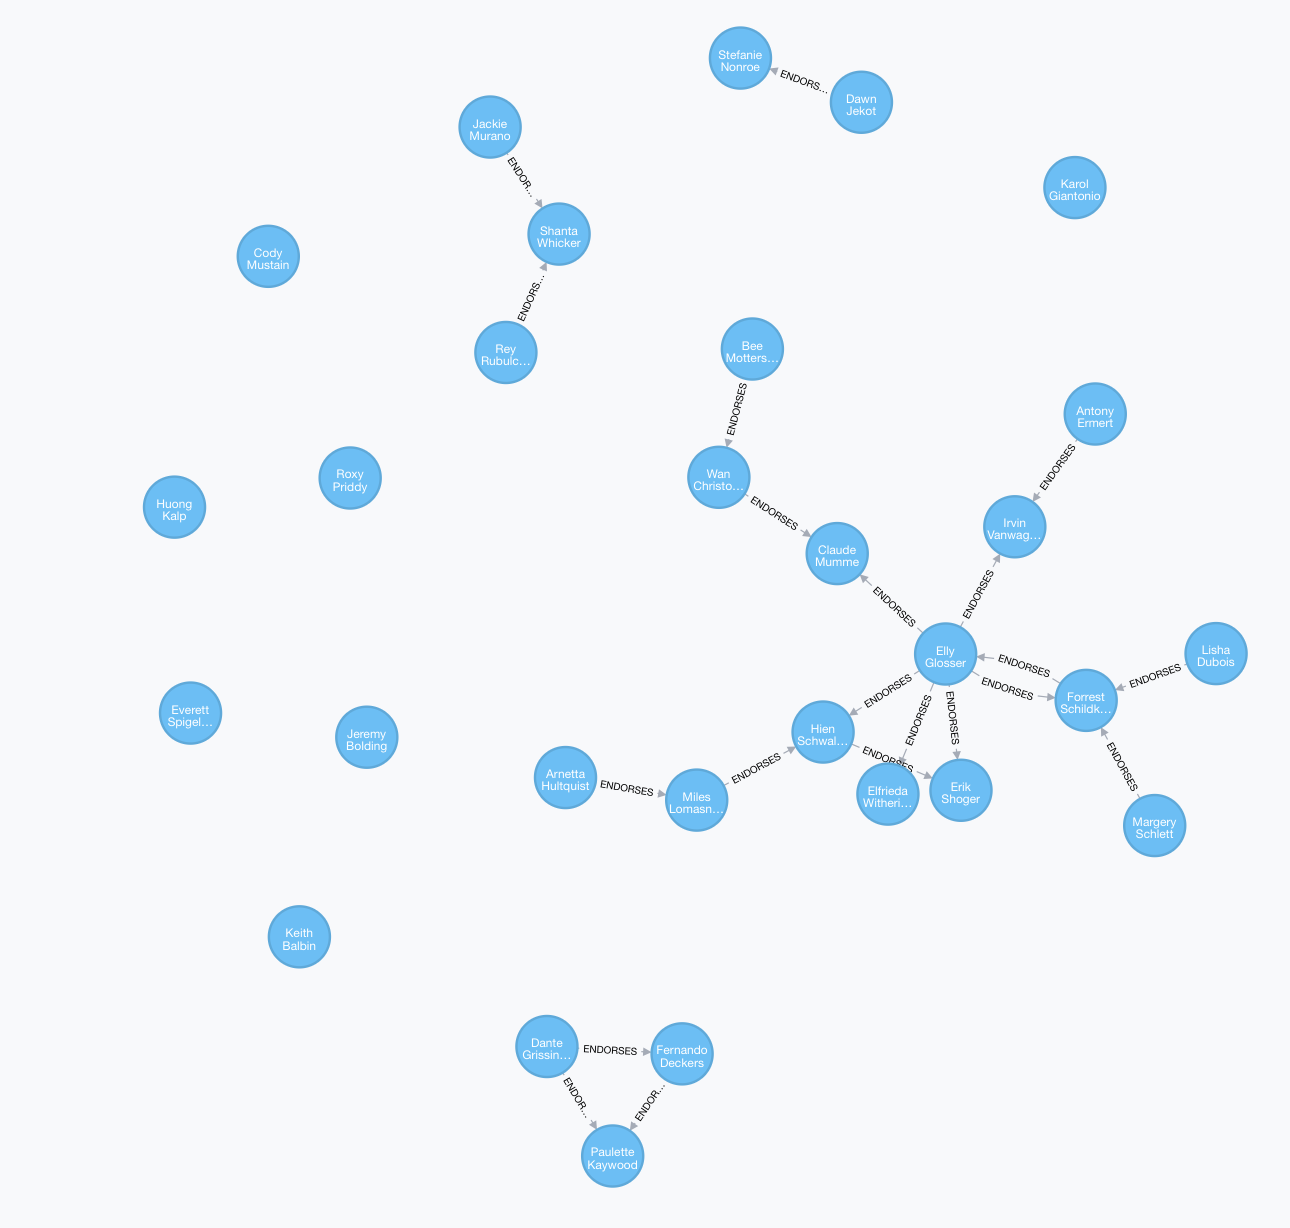 Stefanie
Nonroe
ENDORS...
Dawn
Jekot
Jackie
Murano
ENDOR...
Karol
Giantonio
Shanta
Whicker
Cody
Mustain
ENDORS...
Rey
Rubulc...
Bee
Motters...
ENDORSES
Antony
Ermert
ENDORSES
Wan
Christo...
Roxy
Priddy
Huong
Kalp
ENDORSES
Irvin
Vanwag...
Claude
Mumme
ENDORSES
ENDORSES
Elly
Glosser
ENDORSES
ENDORSES
Lisha
Dubois
ENDORSES
Forrest
Schildk...
ENDORSES
ENDORSES
ENDORSES
Everett
Spigel...
Jeremy
Bolding
Hien
Schwal...
ENDORSES
ENDORSES
ENDORSES
Arnetta
Hultquist
ENDORSES
Miles
Lomasn...
Elfrieda
Witheri...
Erik
Shoger
ENDORSES
Margery
Schlett
Keith
Balbin
Dante
Grissin...
ENDORSES
Fernando
Deckers
ENDOR...
ENDOR...
Paulette
Kaywood